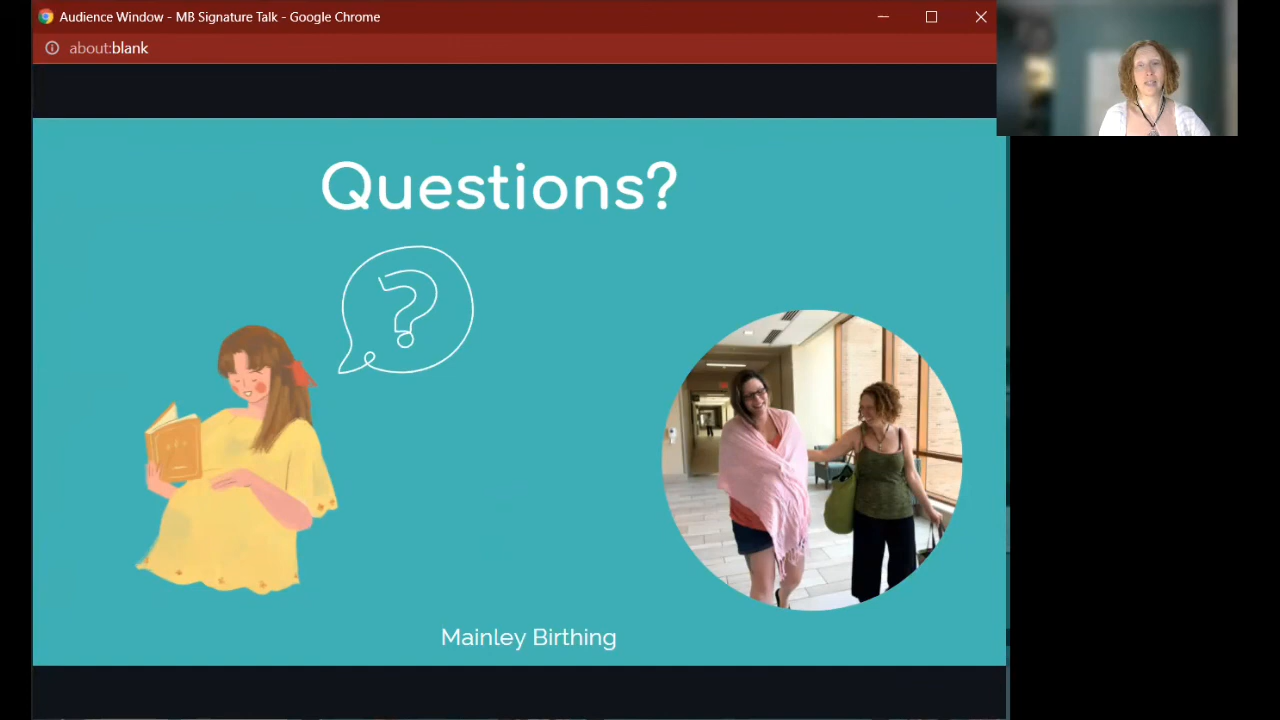 Audience Window - MB Signature Talk - Google Chrome
about:blank
Questions?
?
Mainley Birthing